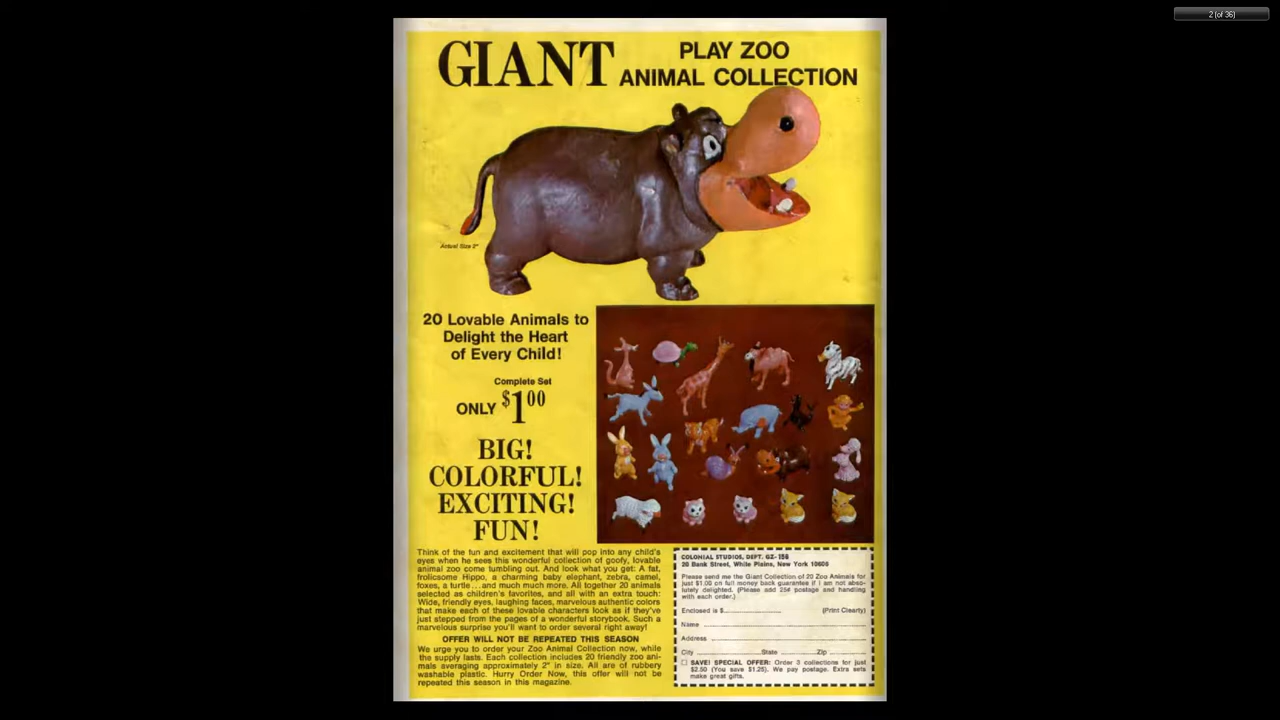 2 (of 36)
GIANT PLAY ZOO
ANIMAL COLLECTION
Actual Size 2"
20 Lovable Animals to
Delight the Heart
of Every Child!
Complete Set
ONLY $1.00
BIG!
COLORFUL!
EXCITING!
FUN!
Think of the fun and excitement that will pop into any child's
eyes when he sees this wonderful collection of goofy, lovable
animal zoo come tumbling out. And look what you get: A fat,
frolicsome Hippo, a charming baby elephant, zebra, camel,
foxes, a turtle...and much much more. All together 20 animals
selected as children's favorites, and all with an extra touch:
Wide, friendly eyes, laughing faces, marvelous authentic colors
that make each of these lovable characters look as if they've
just stepped from the pages of a wonderful storybook. Such a
marvelous surprise you'll want to order several right away!
OFFER WILL NOT BE REPEATED THIS SEASON
We urge you to order your Zoo Animal Collection now, while
the supply lasts. Each collection includes 20 friendly zoo ani-
mals averaging approximately 2" in size. All are of rubbery
washable plastic. Hurry Order Now, this offer will not be
repeated this season in this magazine.
COLONIAL STUDIOS, DEPT. GZ-158
20 Bank Street, White Plains, New York 10606
Please send me the Giant Collection of 20 Zoo Animals for
just $1.00 on full money back guarantee if I am not abso-
lutely delighted. (Please add 25¢ postage and handling
with each order.)
Enclosed is $ (Print Clearly)
Name
Address
City State Zip
SAVE! SPECIAL OFFER: Order 3 collections for just
$2.50 (You save $1.25). We pay postage. Extra sets
make great gifts.